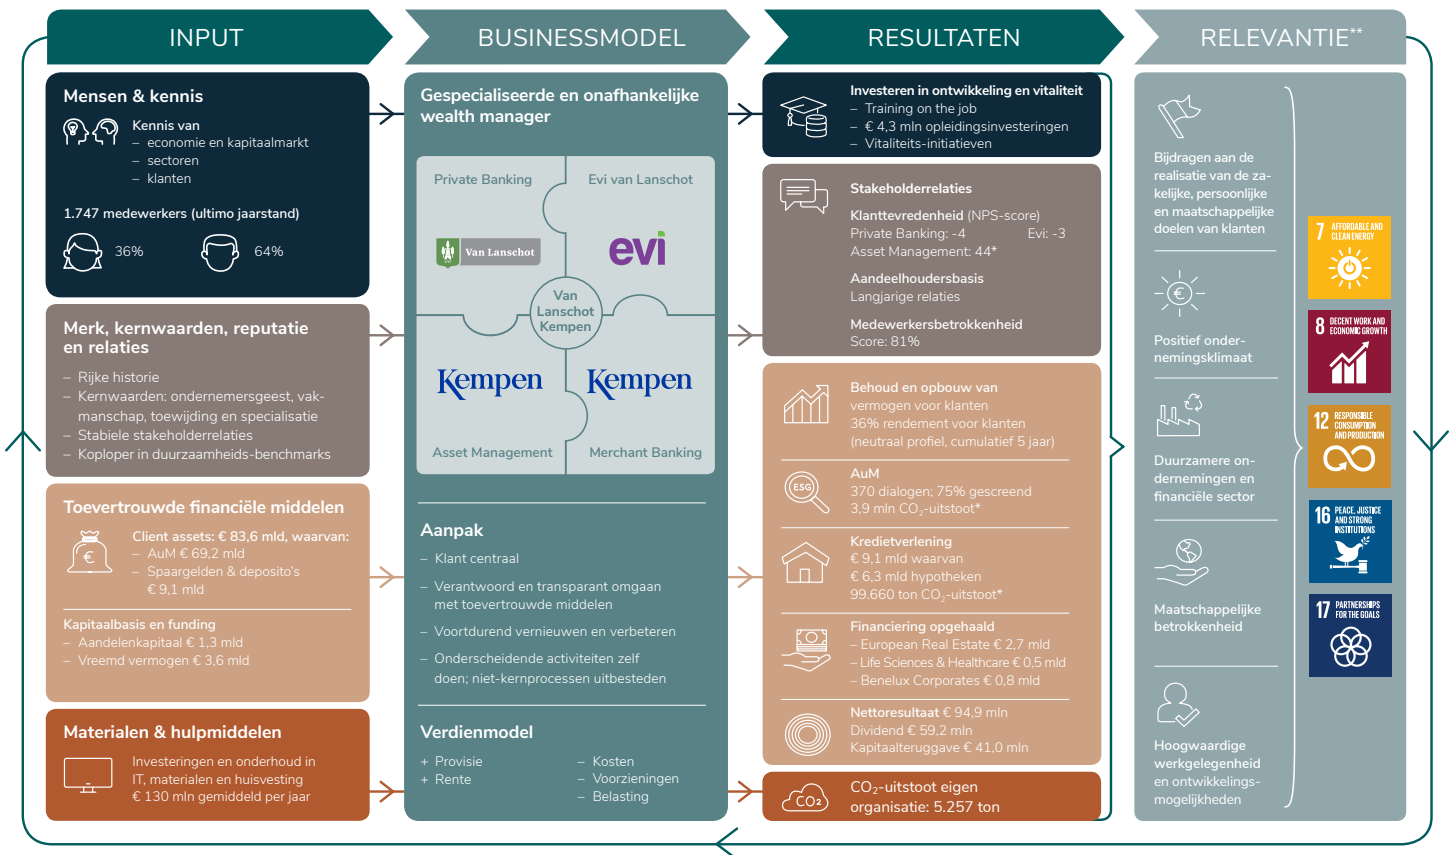 INPUT
BUSINESSMODEL
RESULTATEN
RELEVANTIE**
Mensen & kennis
Kennis van
– economie en kapitaalmarkt
– sectoren
– klanten
1.747 medewerkers (ultimo jaarstand)
36%
64%
Merk, kernwaarden, reputatie
en relaties
– Rijke historie
– Kernwaarden: ondernemersgeest, vak-
manschap, toewijding en specialisatie
– Stabiele stakeholderrelaties
– Koploper in duurzaamheids-benchmarks
Toevertrouwde financiële middelen
€
Client assets: € 83,6 mld, waarvan:
– AuM € 69,2 mld
– Spaargelden & deposito’s
€ 9,1 mld
Kapitaalbasis en funding
– Aandelenkapitaal € 1,3 mld
– Vreemd vermogen € 3,6 mld
Materialen & hulpmiddelen
Investeringen en onderhoud in
IT, materialen en huisvesting
€ 130 mln gemiddeld per jaar
Gespecialiseerde en onafhankelijke
wealth manager
Private Banking
Evi van Lanschot
Van Lanschot
evi
Van
Lanschot
Kempen
Kempen
Kempen
Asset Management
Merchant Banking
Aanpak
– Klant centraal
– Verantwoord en transparant omgaan
met toevertrouwde middelen
– Voortdurend vernieuwen en verbeteren
– Onderscheidende activiteiten zelf
doen; niet-kernprocessen uitbesteden
Verdienmodel
+ Provisie
+ Rente
– Kosten
– Voorzieningen
– Belasting
Investeren in ontwikkeling en vitaliteit
– Training on the job
– € 4,3 mln opleidingsinvesteringen
– Vitaliteits-initiatieven
Stakeholderrelaties
Klanttevredenheid (NPS-score)
Private Banking: -4 Evi: -3
Asset Management: 44*
Aandeelhoudersbasis
Langjarige relaties
Medewerkersbetrokkenheid
Score: 81%
Behoud en opbouw van
vermogen voor klanten
36% rendement voor klanten
(neutraal profiel, cumulatief 5 jaar)
ESG
AuM
370 dialogen; 75% gescreend
3,9 mln CO₂-uitstoot*
Kredietverlening
€ 9,1 mld waarvan
€ 6,3 mld hypotheken
99.660 ton CO₂-uitstoot*
Financiering opgehaald
– European Real Estate € 2,7 mld
– Life Sciences & Healthcare € 0,5 mld
– Benelux Corporates € 0,8 mld
Nettoresultaat € 94,9 mln
Dividend € 59,2 mln
Kapitaalteruggave € 41,0 mln
CO₂
CO₂-uitstoot eigen
organisatie: 5.257 ton
Bijdragen aan de
realisatie van de za-
kelijke, persoonlijke
en maatschappelijke
doelen van klanten
€
Positief onder-
nemingsklimaat
Duurzamere on-
dernemingen en
financiële sector
Maatschappelijke
betrokkenheid
Hoogwaardige
werkgelegenheid
en ontwikkelings-
mogelijkheden
7 AFFORDABLE AND
CLEAN ENERGY
8 DECENT WORK AND
ECONOMIC GROWTH
12 RESPONSIBLE
CONSUMPTION
AND PRODUCTION
16 PEACE, JUSTICE
AND STRONG
INSTITUTIONS
17 PARTNERSHIPS
FOR THE GOALS